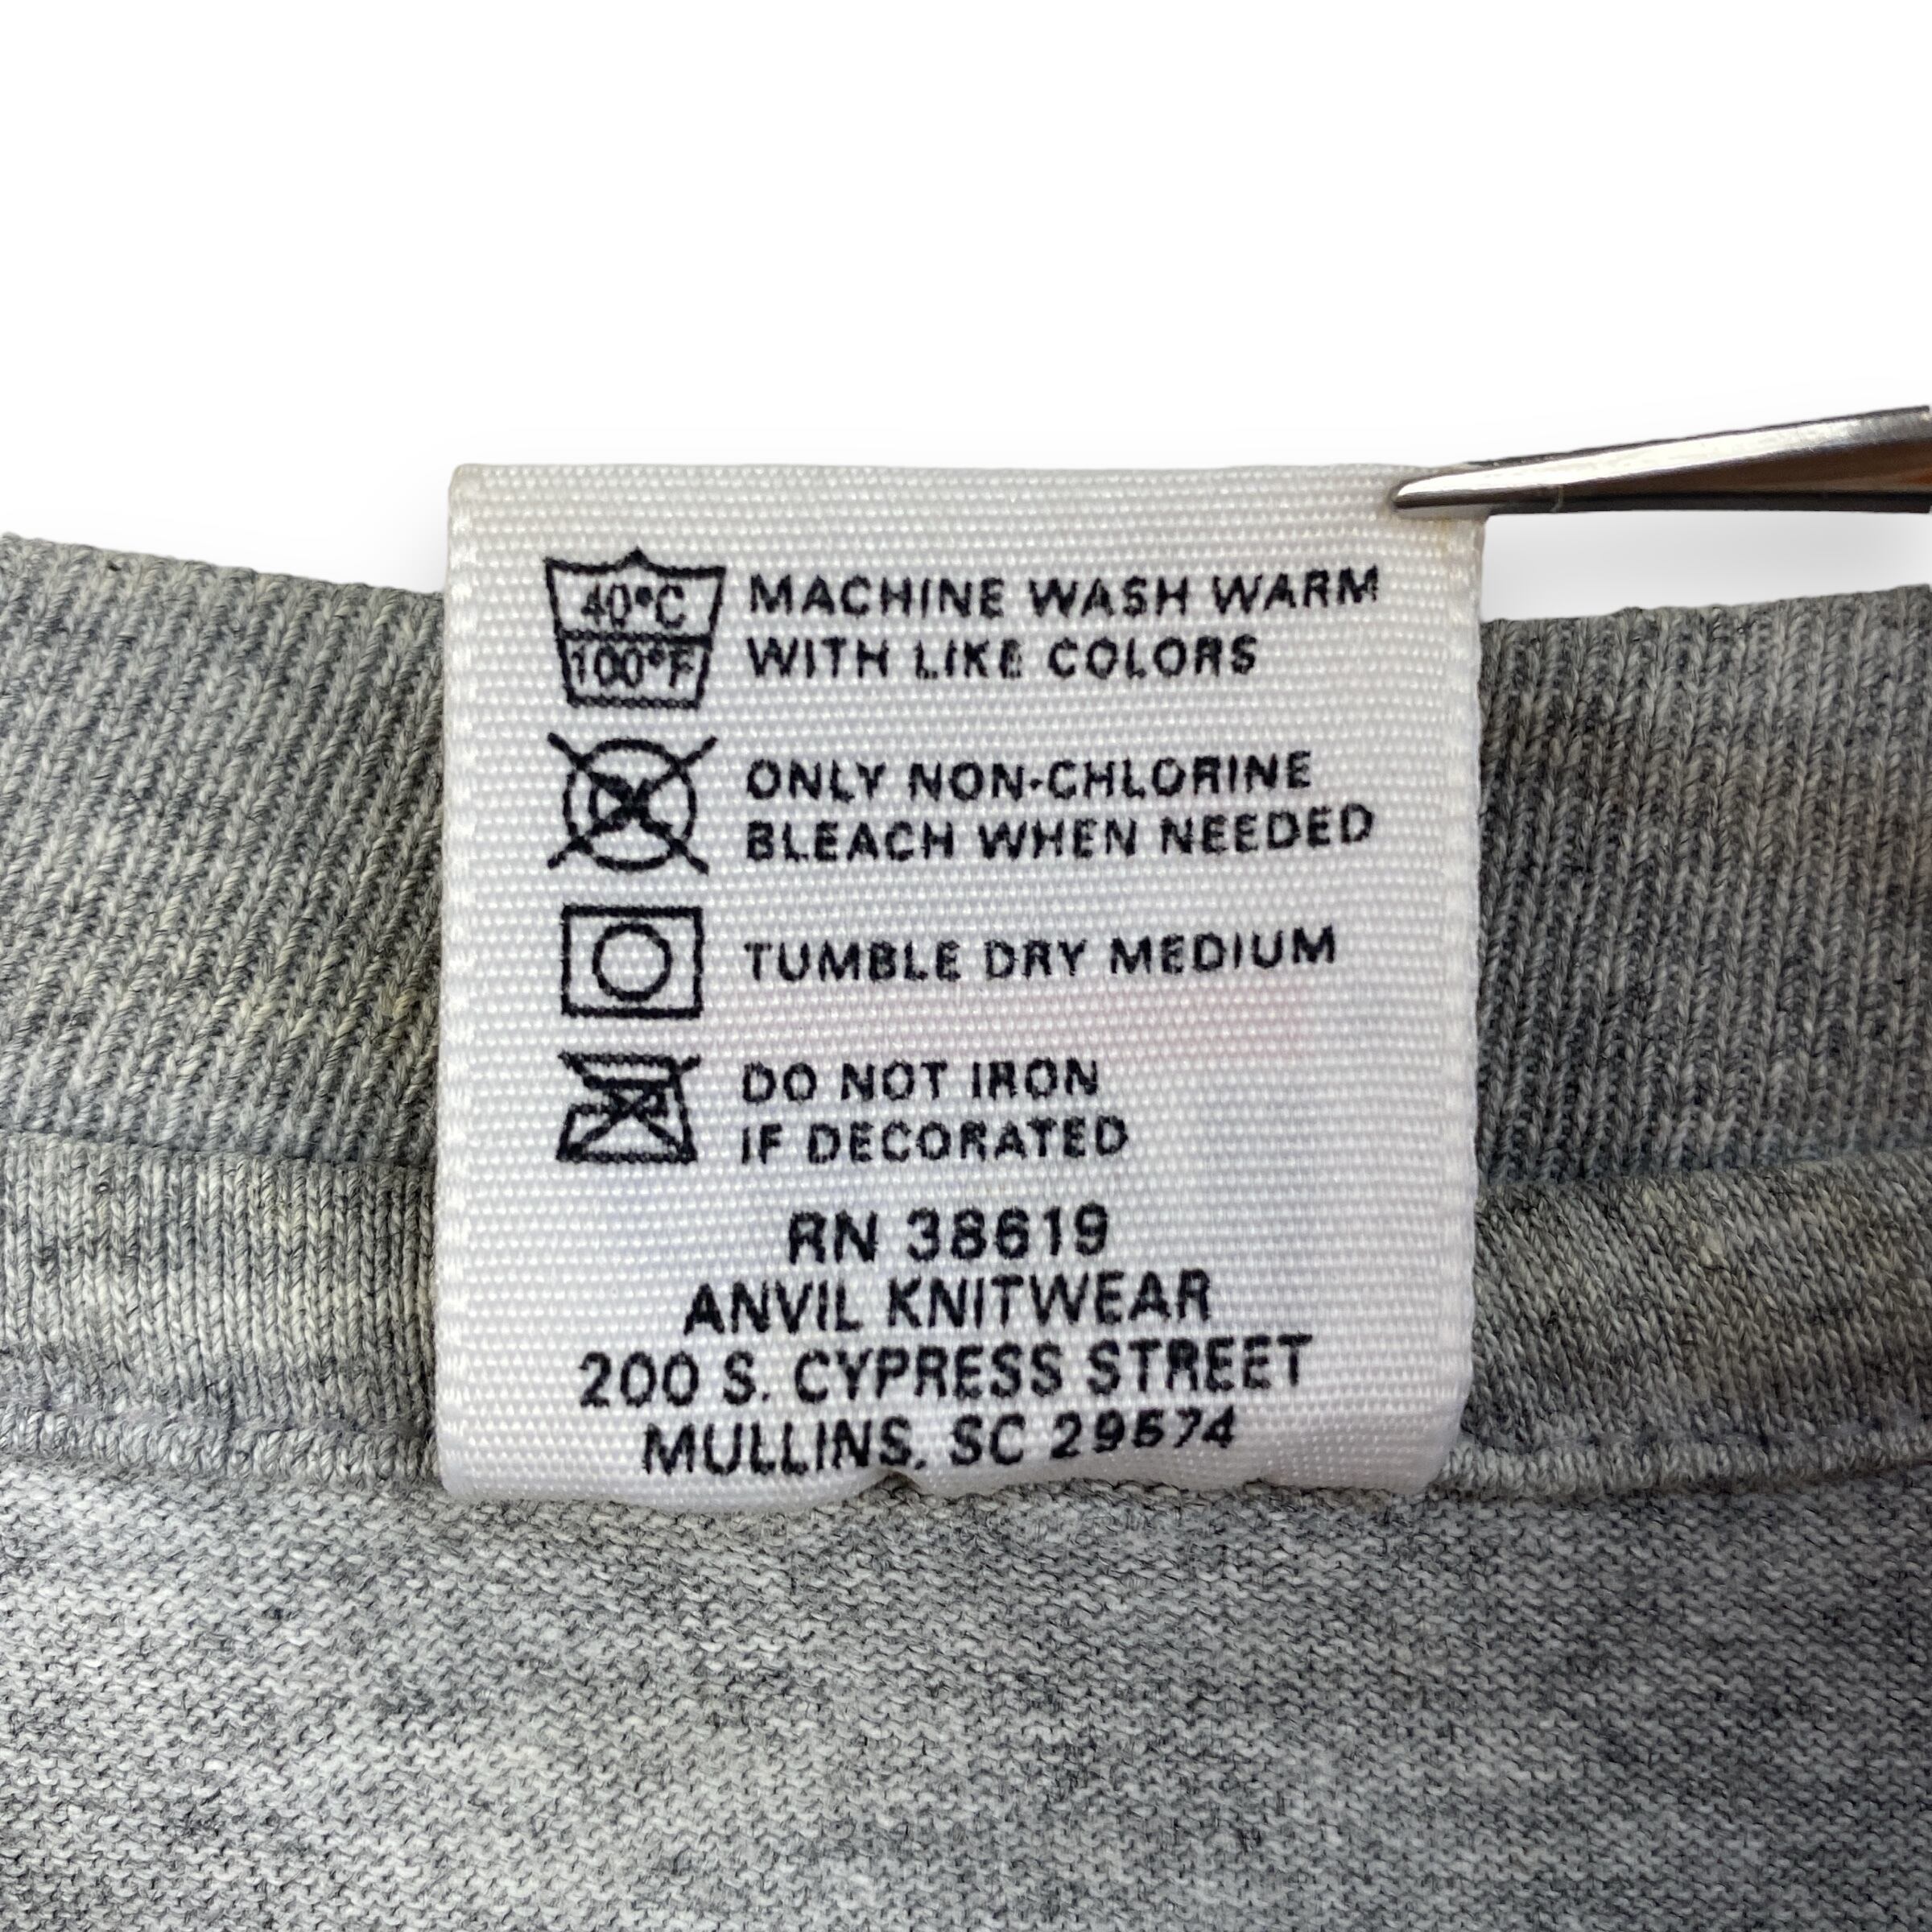 40°C
100°F
MACHINE WASH WARM
WITH LIKE COLORS
ONLY NON-CHLORINE
BLEACH WHEN NEEDED
TUMBLE DRY MEDIUM
DO NOT IRON
IF DECORATED
RN 38619
ANVIL KNITWEAR
200 S. CYPRESS STREET
MULLINS, SC 29574